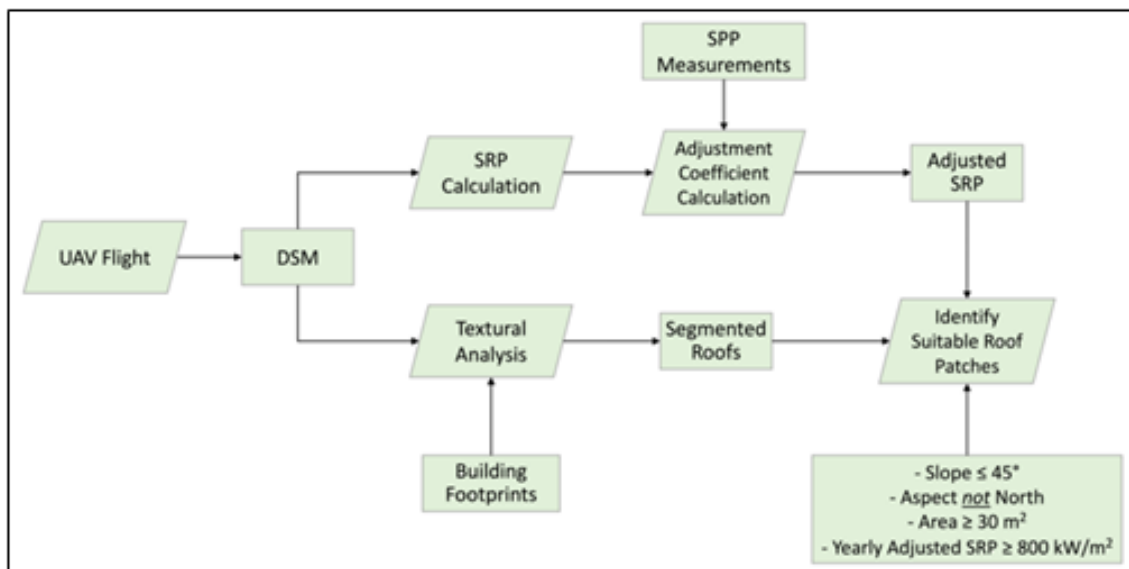 SPP
Measurements
SRP
Calculation
Adjustment
Coefficient
Calculation
Adjusted
SRP
UAV Flight
DSM
Textural
Analysis
Segmented
Roofs
Identify
Suitable Roof
Patches
Building
Footprints
- Slope ≤ 45°
- Aspect not North
- Area ≥ 30 m²
- Yearly Adjusted SRP ≥ 800 kW/m²